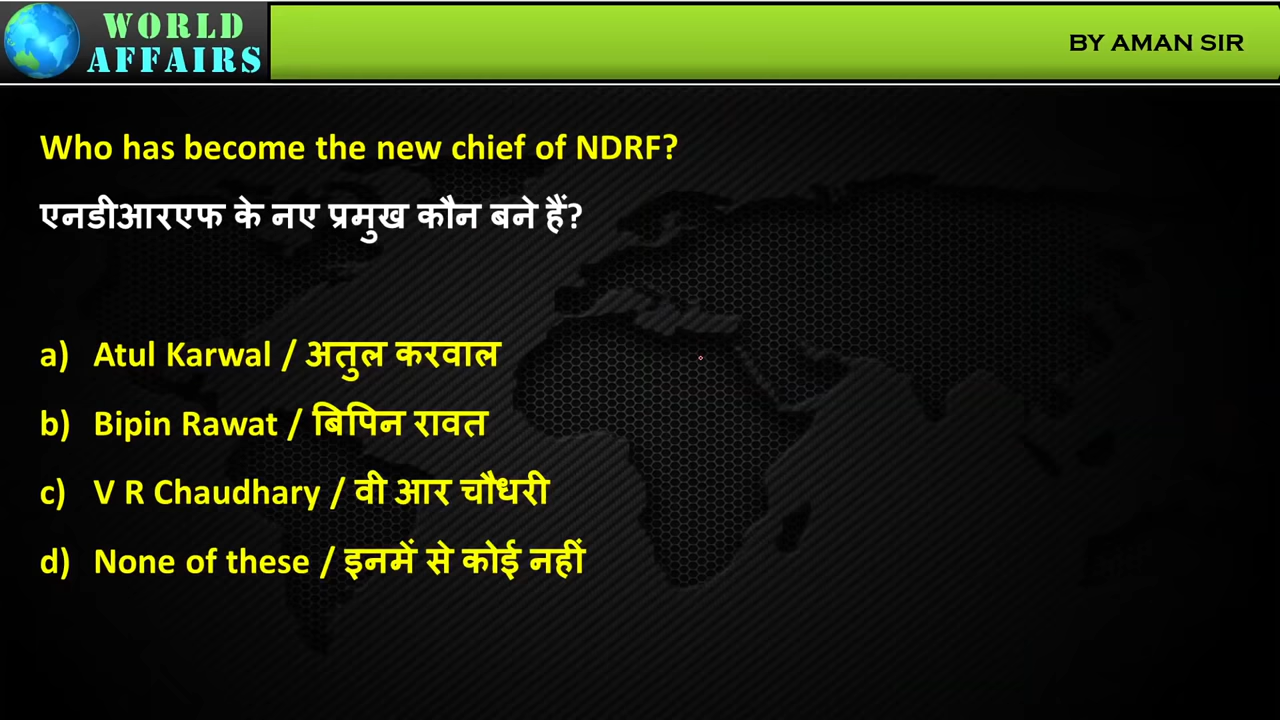 WORLD
AFFAIRS
BY AMAN SIR
Who has become the new chief of NDRF?
एनडीआरएफ के नए प्रमुख कौन बने हैं?
a) Atul Karwal / अतुल करवाल
b) Bipin Rawat / बिपिन रावत
c) V R Chaudhary / वी आर चौधरी
d) None of these / इनमें से कोई नहीं